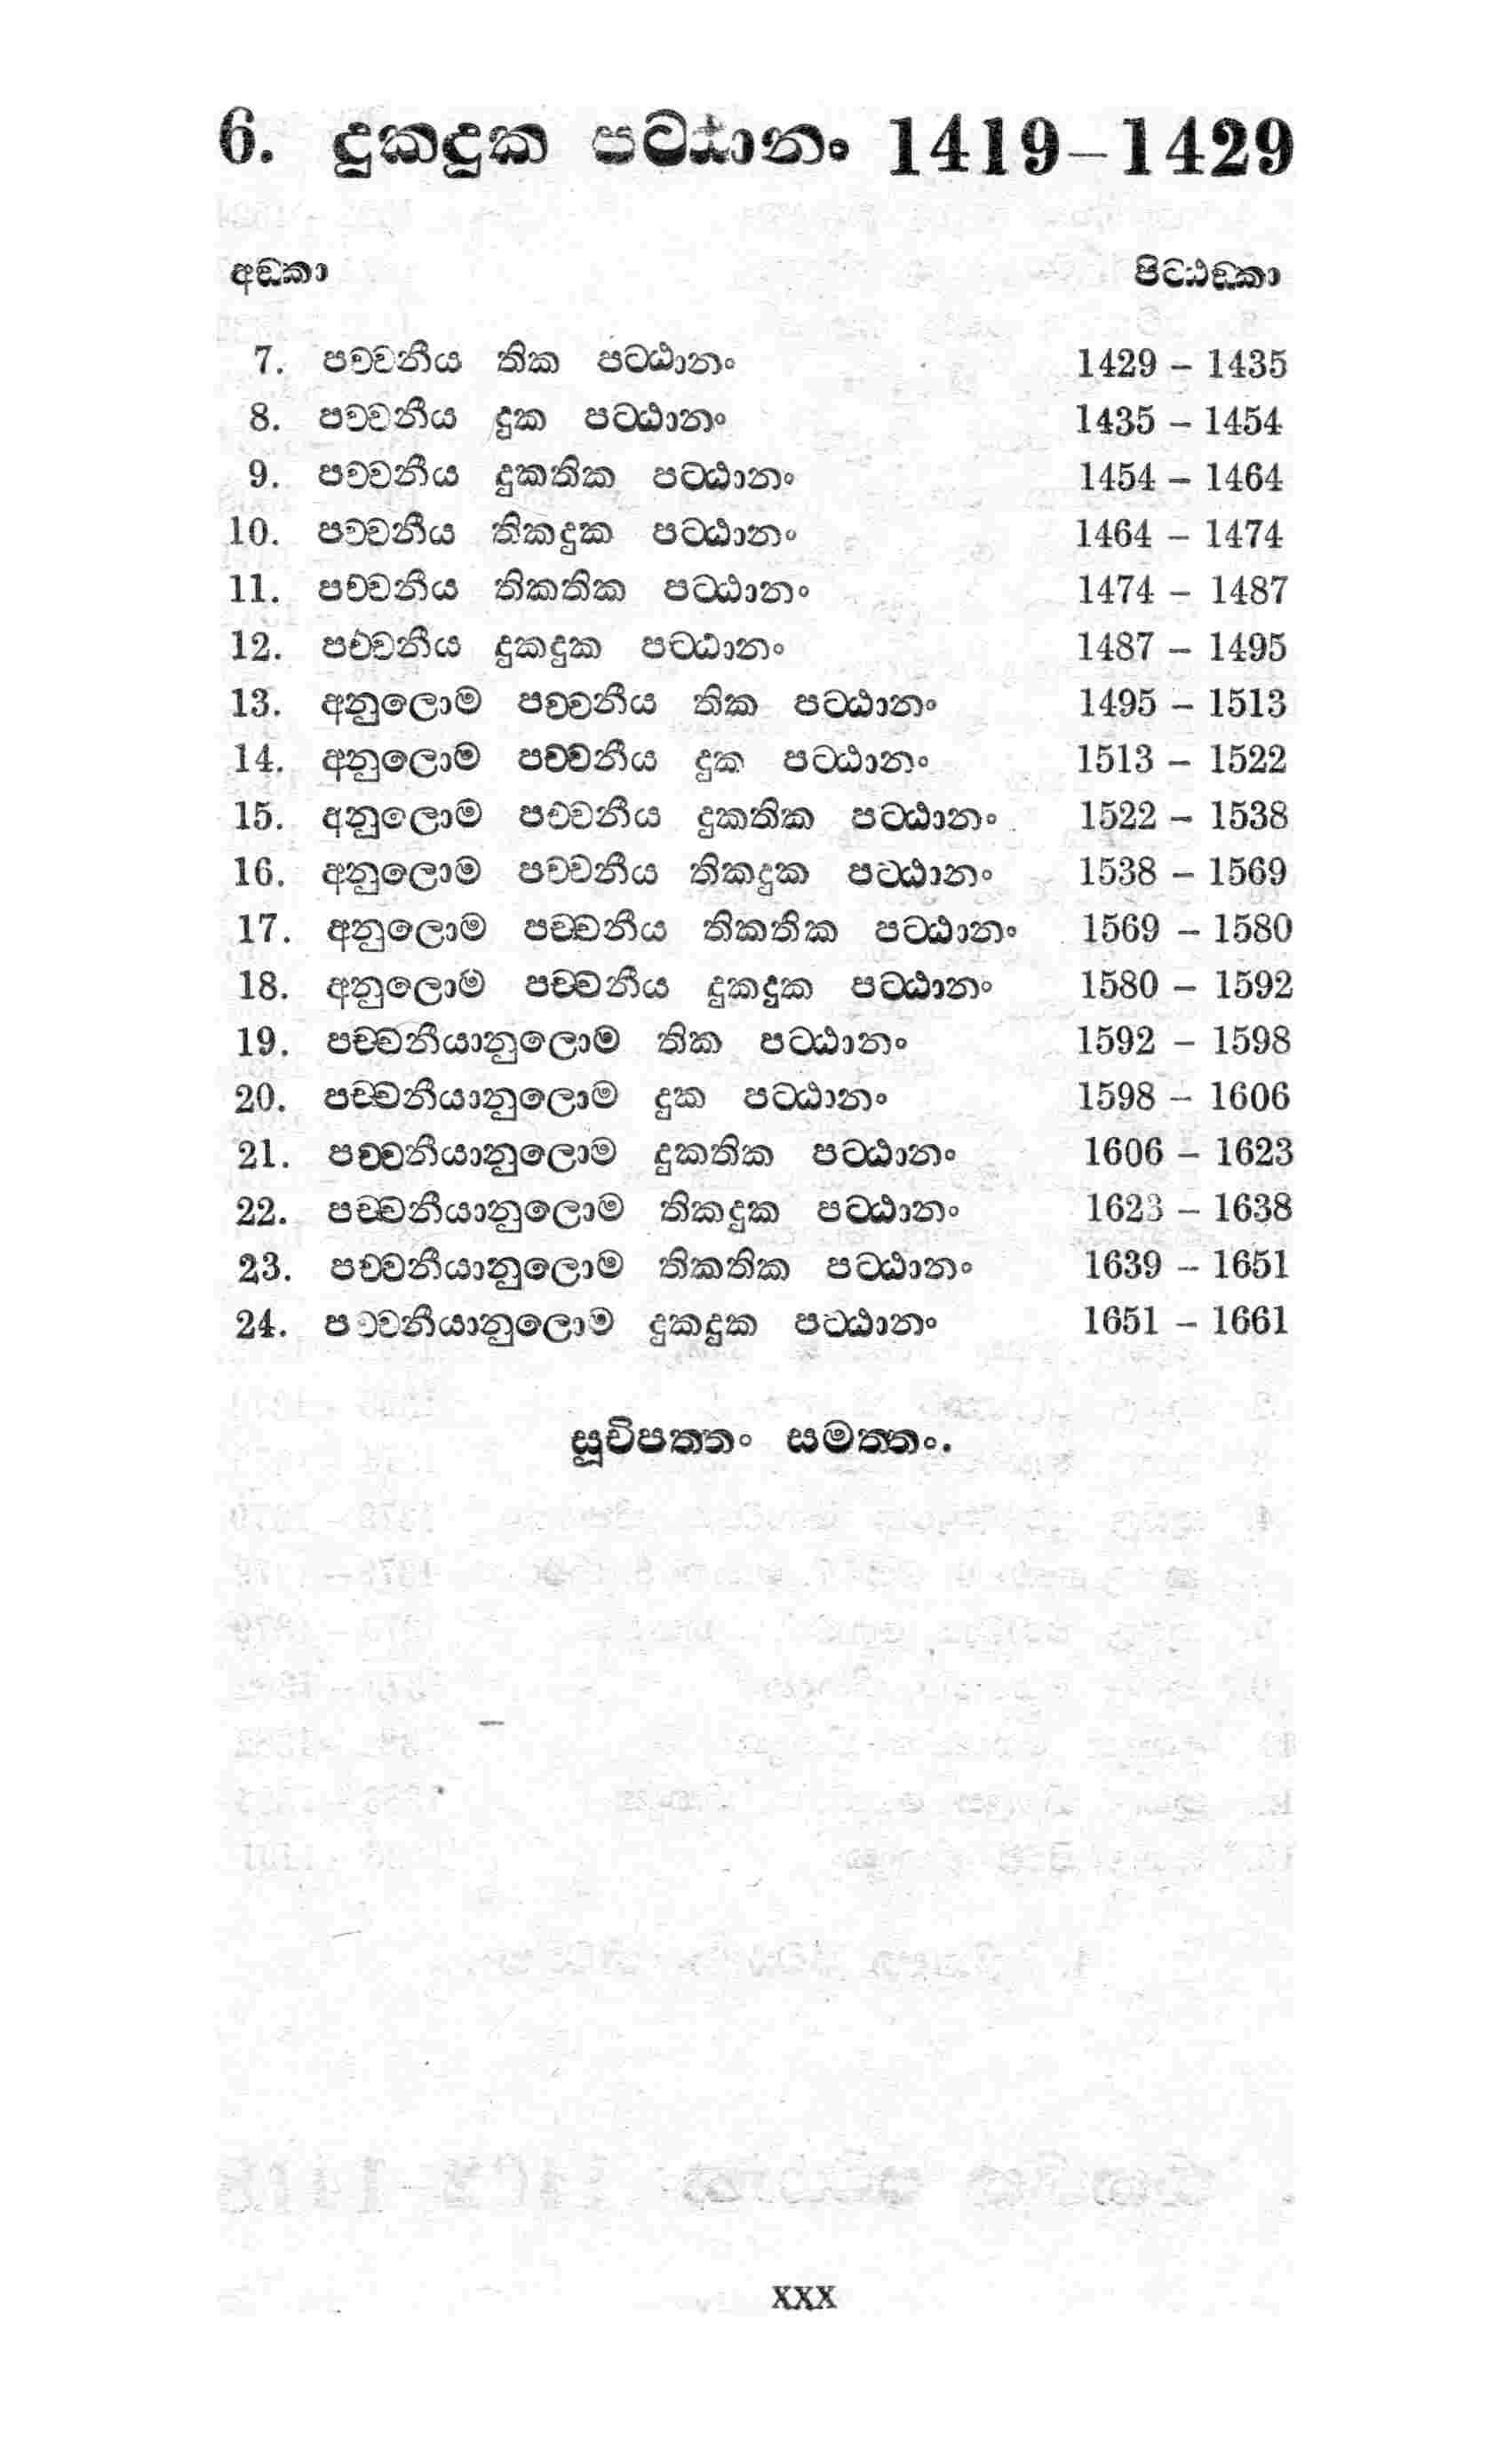 6. දුකදුක පට්ඨානං 1419–1429
අඞ්කා පිට්ඨඞ්කා
7. පච්චනීය තික පට්ඨානං 1429 – 1435
8. පච්චනීය දුක පට්ඨානං 1435 – 1454
9. පච්චනීය දුකතික පට්ඨානං 1454 – 1464
10. පච්චනීය තිකදුක පට්ඨානං 1464 – 1474
11. පච්චනීය තිකතික පට්ඨානං 1474 – 1487
12. පච්චනීය දුකදුක පට්ඨානං 1487 – 1495
13. අනුලොම පච්චනීය තික පට්ඨානං 1495 – 1513
14. අනුලොම පච්චනීය දුක පට්ඨානං 1513 – 1522
15. අනුලොම පච්චනීය දුකතික පට්ඨානං 1522 – 1538
16. අනුලොම පච්චනීය තිකදුක පට්ඨානං 1538 – 1569
17. අනුලොම පච්චනීය තිකතික පට්ඨානං 1569 – 1580
18. අනුලොම පච්චනීය දුකදුක පට්ඨානං 1580 – 1592
19. පච්චනීයානුලොම තික පට්ඨානං 1592 – 1598
20. පච්චනීයානුලොම දුක පට්ඨානං 1598 – 1606
21. පච්චනීයානුලොම දුකතික පට්ඨානං 1606 – 1623
22. පච්චනීයානුලොම තිකදුක පට්ඨානං 1623 – 1638
23. පච්චනීයානුලොම තිකතික පට්ඨානං 1639 – 1651
24. පච්චනීයානුලොම දුකදුක පට්ඨානං 1651 – 1661
සූචිපත්තං සමත්තං.
xxx